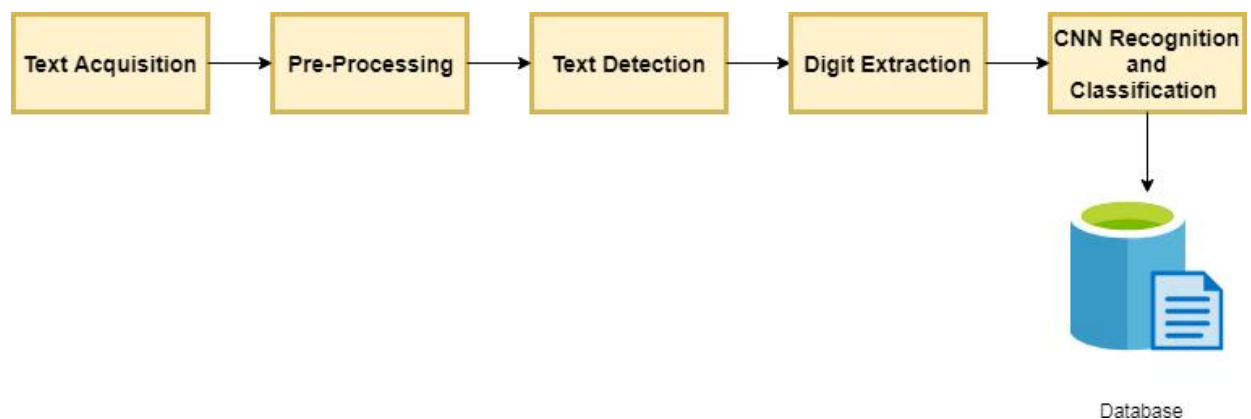 Text Acquisition
Pre-Processing
Text Detection
Digit Extraction
CNN Recognition
and
Classification
Database